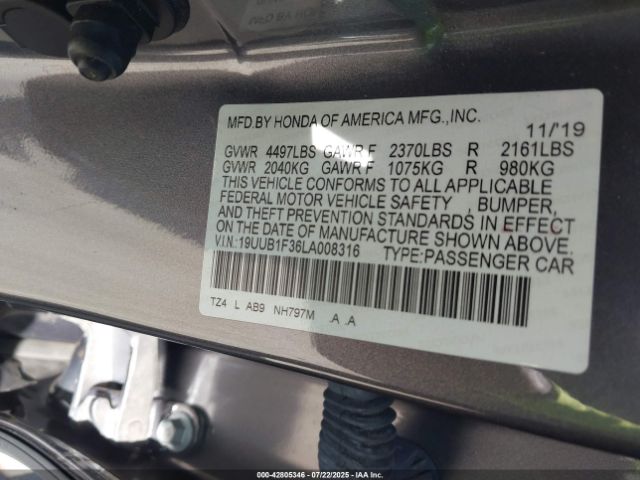 MFD.BY HONDA OF AMERICA MFG.,INC.
11/'19
GVWR 4497LBS GAWR F 2370LBS R 2161LBS
GVWR 2040KG GAWR F 1075KG R 980KG
THIS VEHICLE CONFORMS TO ALL APPLICABLE
FEDERAL MOTOR VEHICLE SAFETY , BUMPER,
AND THEFT PREVENTION STANDARDS IN EFFECT
ON THE DATE OF MANUFACTURE SHOWN ABOVE.
V.I.N.:19UUB1F36LA008316 TYPE:PASSENGER CAR
TZ4 L AB9 NH797M .A .A
000-42805346 - 07/22/2025 - IAA Inc.